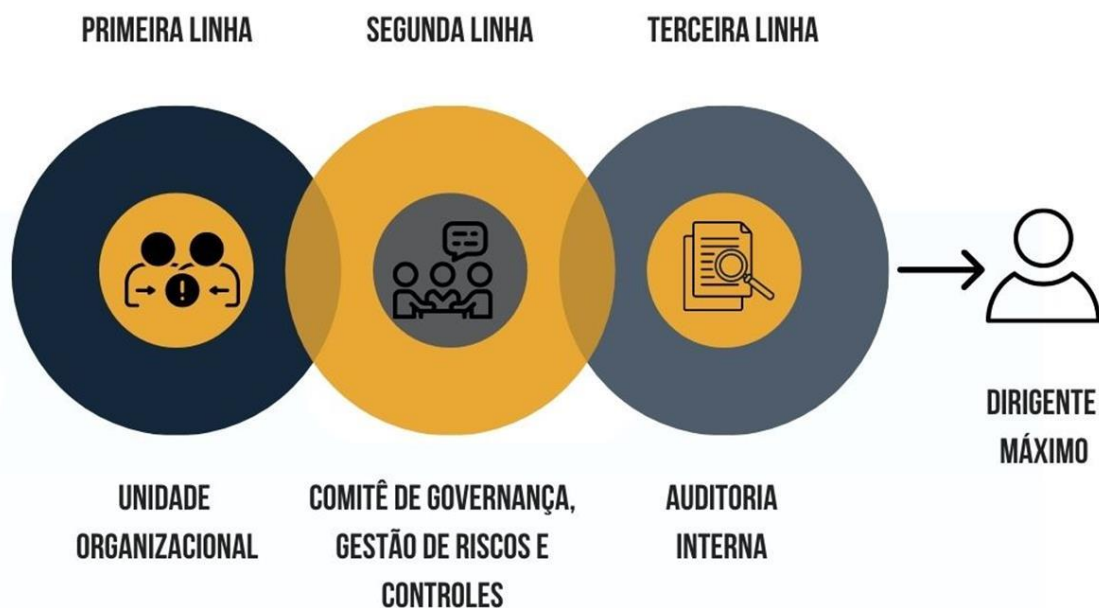 PRIMEIRA LINHA
SEGUNDA LINHA
TERCEIRA LINHA
UNIDADE
ORGANIZACIONAL
COMITÊ DE GOVERNANÇA,
GESTÃO DE RISCOS E
CONTROLES
AUDITORIA
INTERNA
DIRIGENTE
MÁXIMO